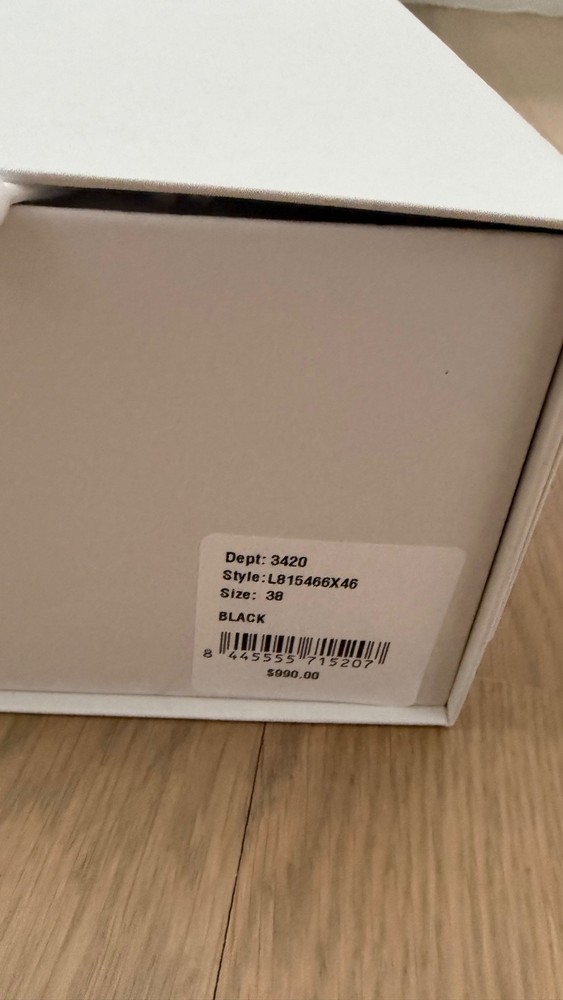 Dept: 3420
Style:L815466X46
Size: 38
BLACK
8 445555 715207
$990.00